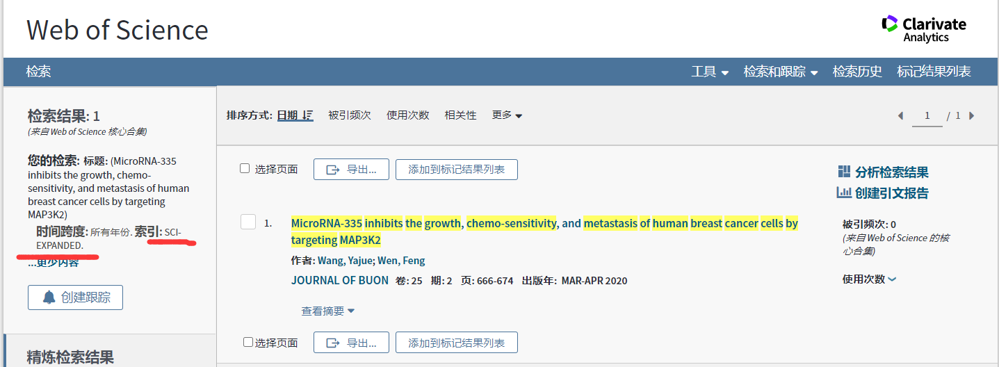 Web of Science
Clarivate
Analytics
检索
工具 检索和跟踪 检索历史 标记结果列表
检索结果: 1
(来自 Web of Science 核心合集)
您的检索: 标题: (MicroRNA-335
inhibits the growth, chemo-
sensitivity, and metastasis of human
breast cancer cells by targeting
MAP3K2)
时间跨度: 所有年份. 索引: SCI-
EXPANDED.
...更少内容
创建跟踪
精炼检索结果
排序方式: 日期 被引频次 使用次数 相关性 更多
1 / 1
选择页面 导出... 添加到标记结果列表
1. MicroRNA-335 inhibits the growth, chemo-sensitivity, and metastasis of human breast cancer cells by
targeting MAP3K2
作者: Wang, Yajue; Wen, Feng
JOURNAL OF BUON 卷: 25 期: 2 页: 666-674 出版年: MAR-APR 2020
查看摘要
选择页面 导出... 添加到标记结果列表
分析检索结果
创建引文报告
被引频次: 0
(来自 Web of Science 的核
心合集)
使用次数